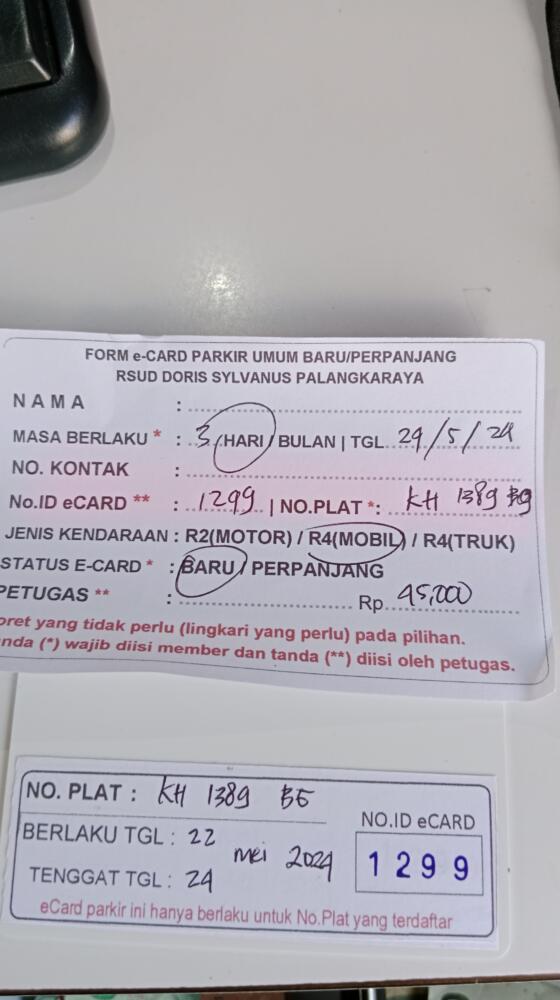 FORM e-CARD PARKIR UMUM BARU/PERPANJANG
RSUD DORIS SYLVANUS PALANGKARAYA
NAMA :
MASA BERLAKU * : 3 /HARI/BULAN | TGL 29/5/24
NO. KONTAK :
No.ID eCARD ** : 1299 | NO.PLAT *: KH 1389 BG
JENIS KENDARAAN : R2(MOTOR) / R4(MOBIL) / R4(TRUK)
STATUS E-CARD * : BARU / PERPANJANG
PETUGAS ** : Rp 45,000
oret yang tidak perlu (lingkari yang perlu) pada pilihan.
anda (*) wajib diisi member dan tanda (**) diisi oleh petugas.
NO. PLAT : KH 1389 BE
BERLAKU TGL : 22
mei 2024
TENGGAT TGL : 24
NO.ID eCARD
1299
eCard parkir ini hanya berlaku untuk No.Plat yang terdaftar